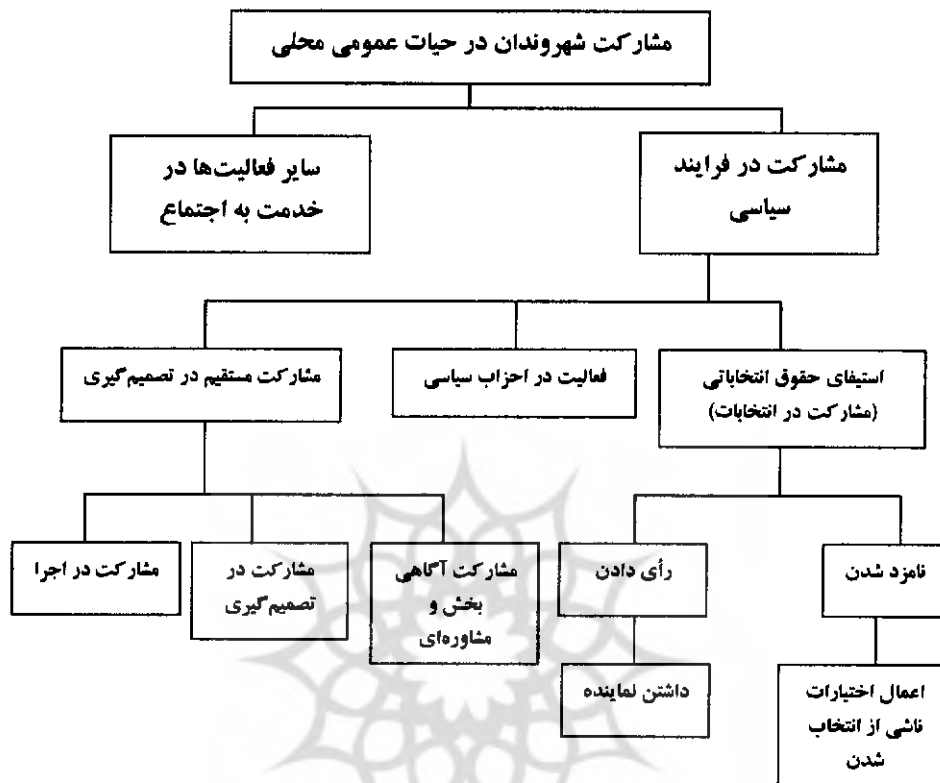 مشارکت شهروندان در حیات عمومی محلی
مشارکت در فرایند
سیاسی
سایر فعالیت‌ها در
خدمت به اجتماع
استیفای حقوق انتخاباتی
(مشارکت در انتخابات)
فعالیت در احزاب سیاسی
مشارکت مستقیم در تصمیم‌گیری
نامزد شدن
رأی دادن
مشارکت آگاهی
بخش و
مشاوره‌ای
مشارکت در
تصمیم‌گیری
مشارکت در اجرا
اعمال اختیارات
ناشی از انتخاب
شدن
داشتن نماینده